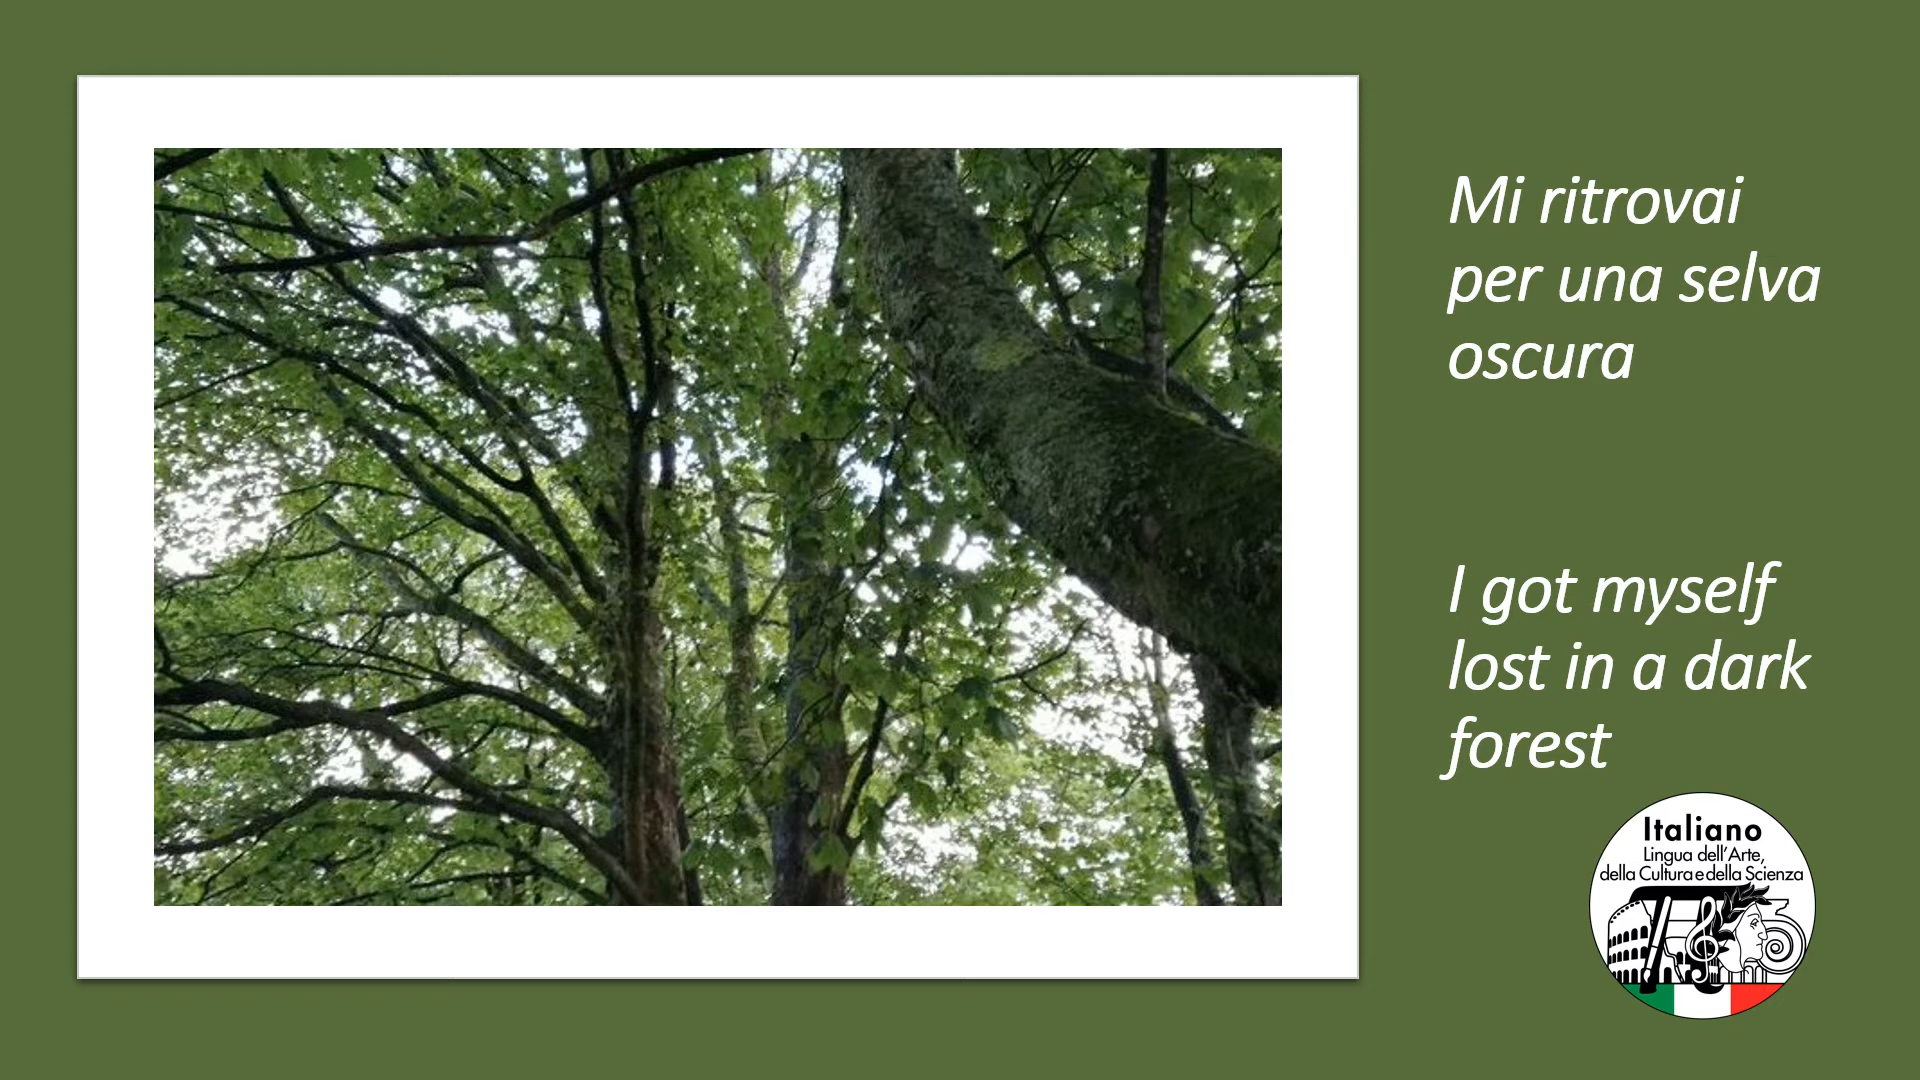 Mi ritrovai
per una selva
oscura
I got myself
lost in a dark
forest
Italiano
Lingua dell'Arte,
della Cultura e della Scienza